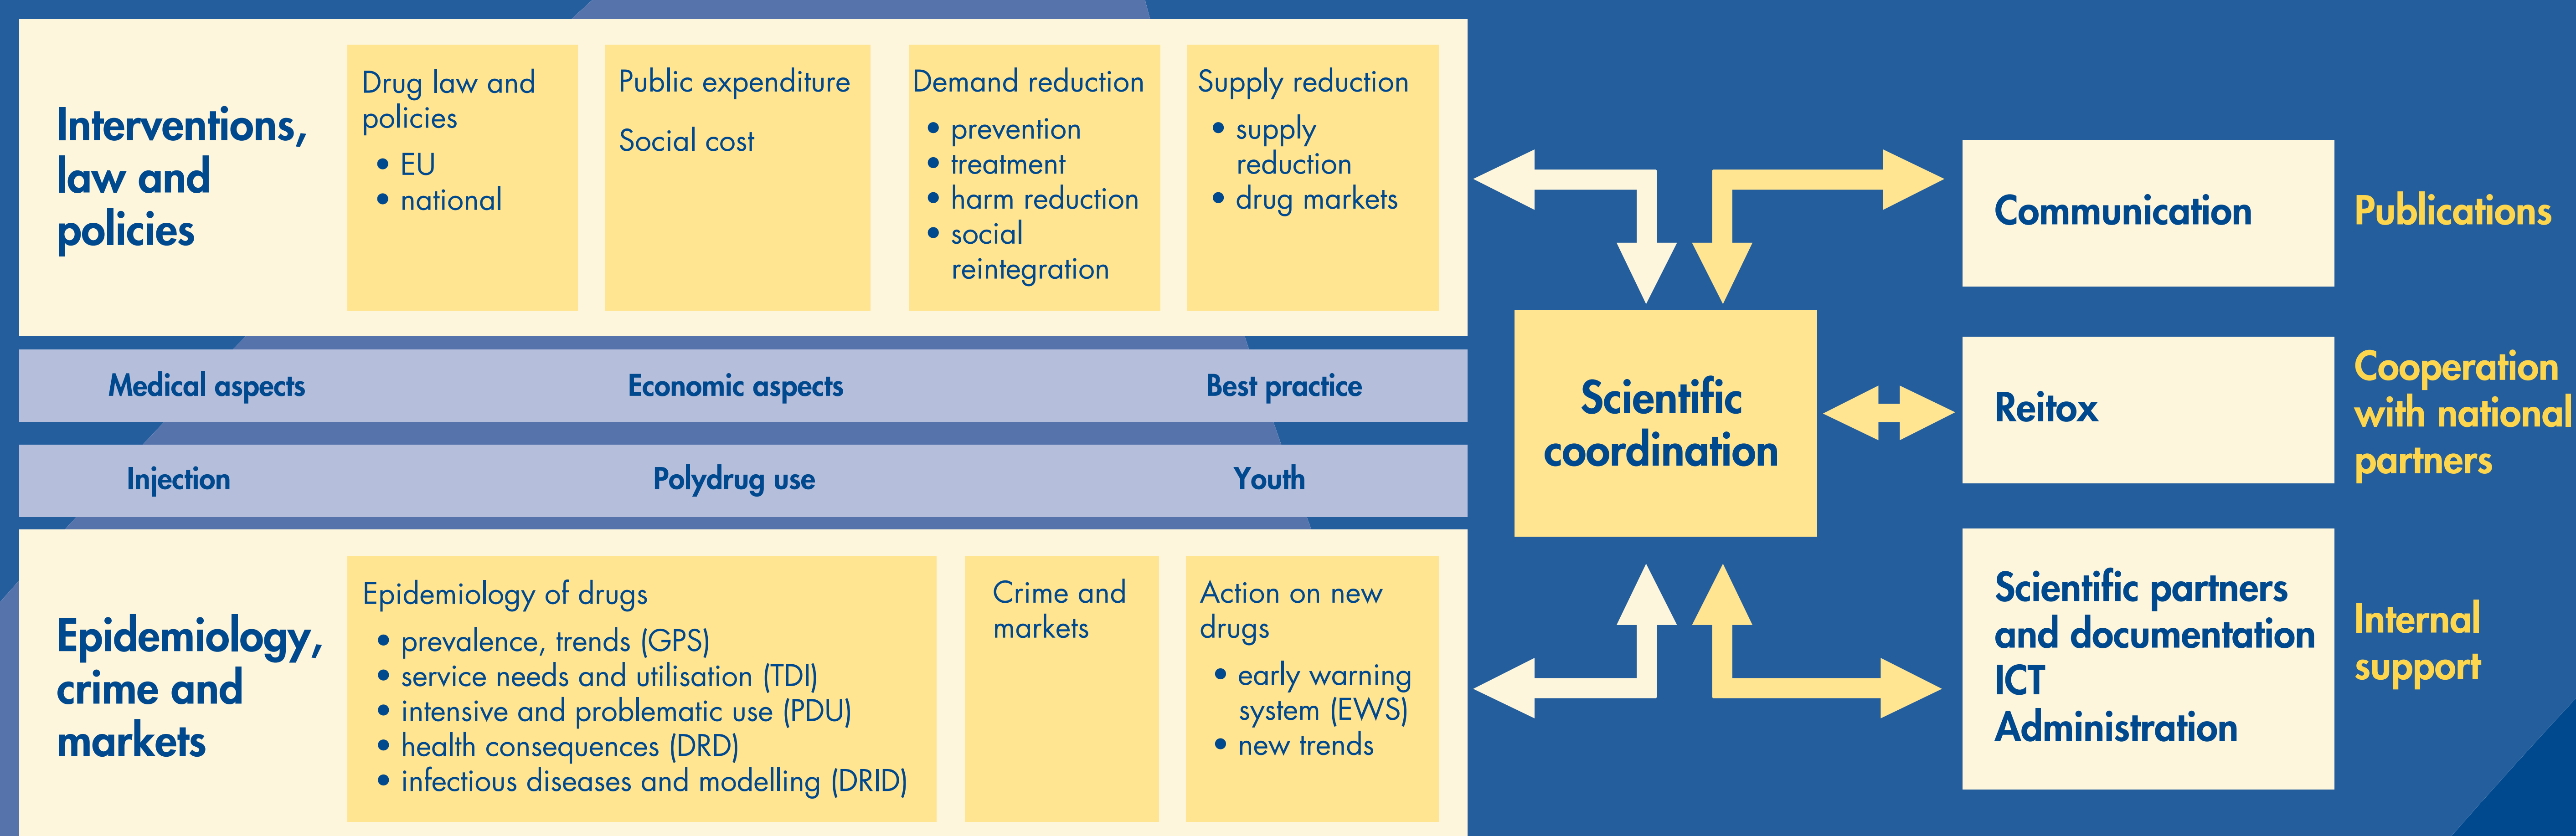 Interventions,
law and
policies
Drug law and
policies
• EU
• national
Public expenditure
Social cost
Demand reduction
• prevention
• treatment
• harm reduction
• social
reintegration
Supply reduction
• supply
reduction
• drug markets
Medical aspects
Economic aspects
Best practice
Injection
Polydrug use
Youth
Epidemiology,
crime and
markets
Epidemiology of drugs
• prevalence, trends (GPS)
• service needs and utilisation (TDI)
• intensive and problematic use (PDU)
• health consequences (DRD)
• infectious diseases and modelling (DRID)
Crime and
markets
Action on new
drugs
• early warning
system (EWS)
• new trends
Scientific
coordination
Communication
Publications
Reitox
Cooperation
with national
partners
Scientific partners
and documentation
ICT
Administration
Internal
support